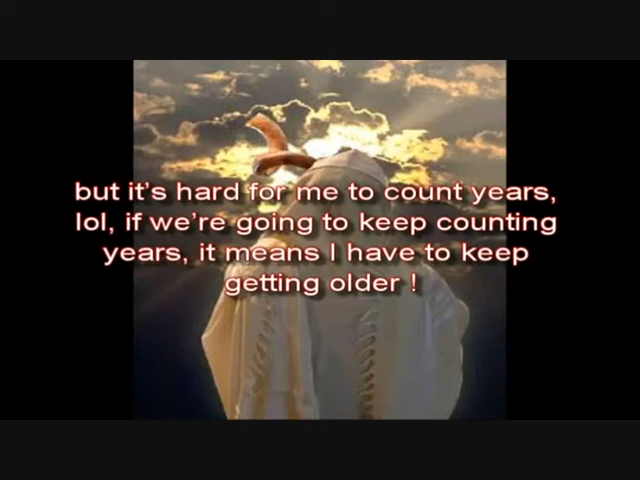 but it's hard for me to count years,
lol, if we're going to keep counting
years, it means I have to keep
getting older !